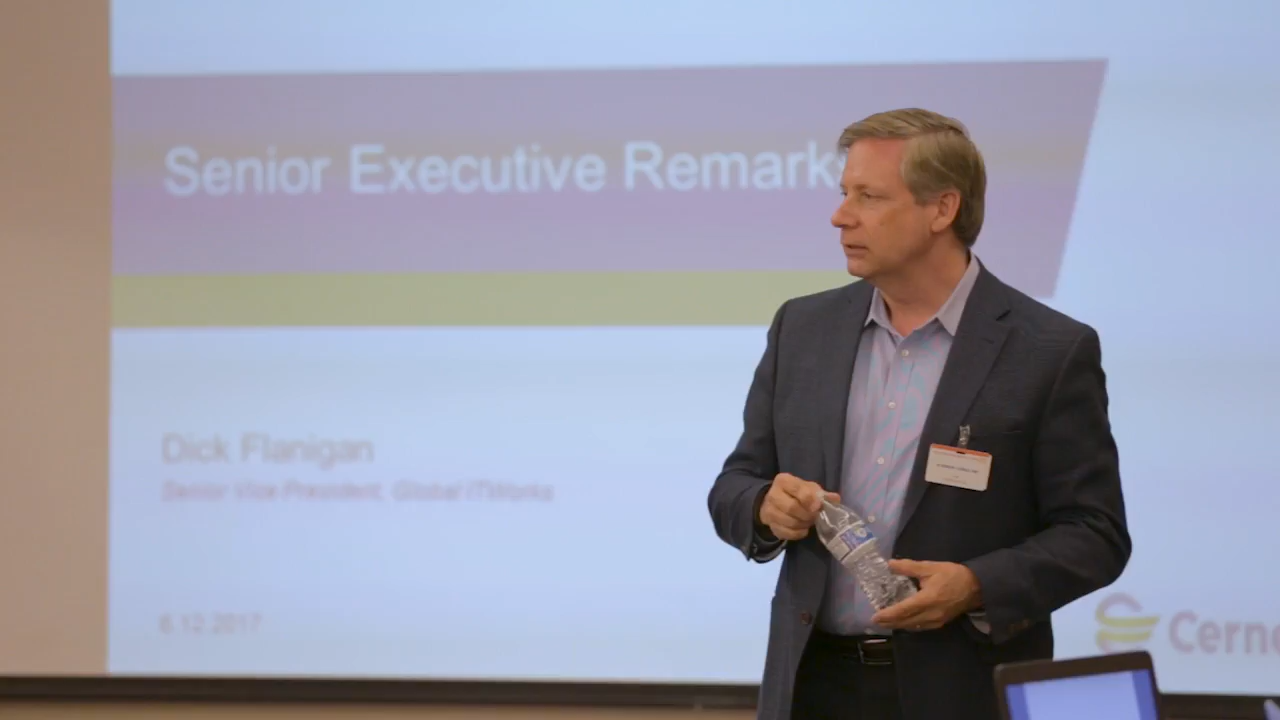 Senior Executive Remarks
Dick Flanigan
Senior Vice President, Global ITWorks
6.12.2017
Cerne